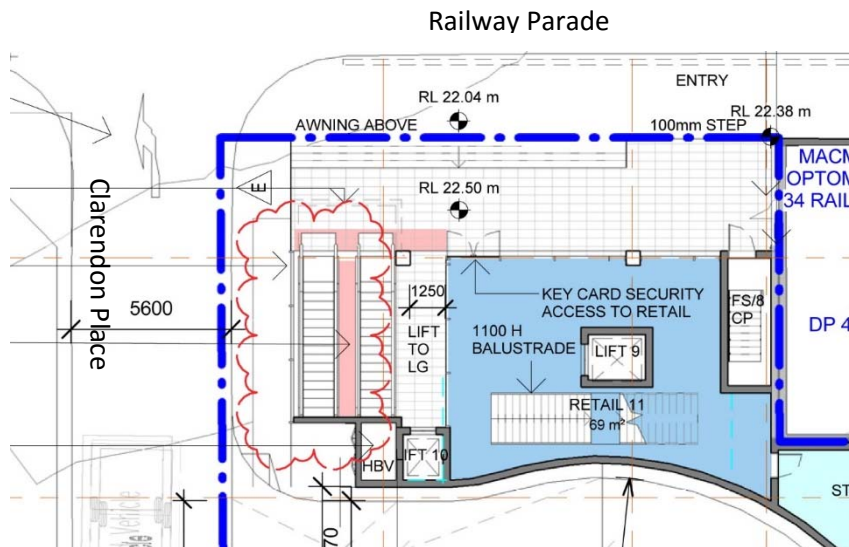 Railway Parade
ENTRY
RL 22.04 m
RL 22.38 m
AWNING ABOVE
100mm STEP
MACM
OPTOM
34 RAIL
E
RL 22.50 m
Clarendon Place
5600
1250
KEY CARD SECURITY
ACCESS TO RETAIL
FS/8
CP
DP 4
LIFT
TO
LG
1100 H
BALUSTRADE
LIFT 9
RETAIL 11
69 m²
HBV
LIFT 10
ST
70
Vehicle